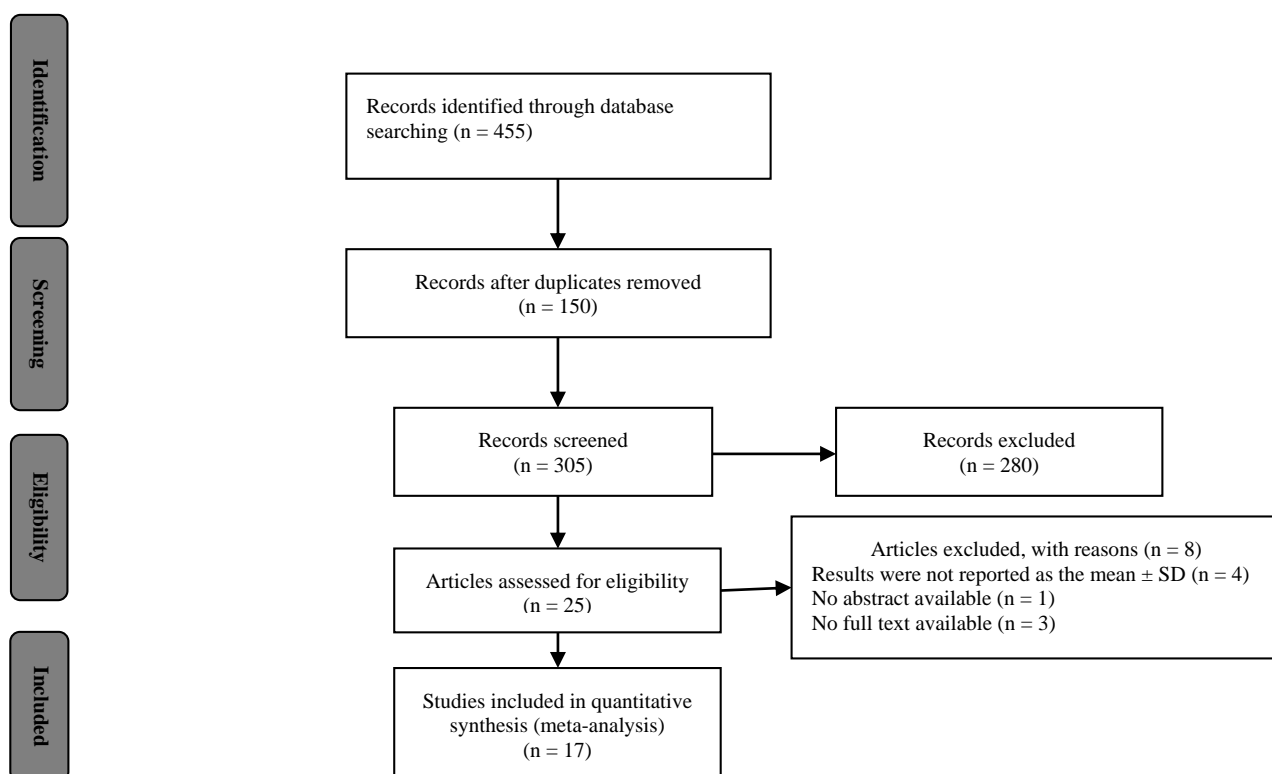 Identification
Records identified through database
searching (n = 455)
Screening
Records after duplicates removed
(n = 150)
Records screened
(n = 305)
Records excluded
(n = 280)
Eligibility
Articles assessed for eligibility
(n = 25)
Articles excluded, with reasons (n = 8)
Results were not reported as the mean ± SD (n = 4)
No abstract available (n = 1)
No full text available (n = 3)
Included
Studies included in quantitative
synthesis (meta-analysis)
(n = 17)